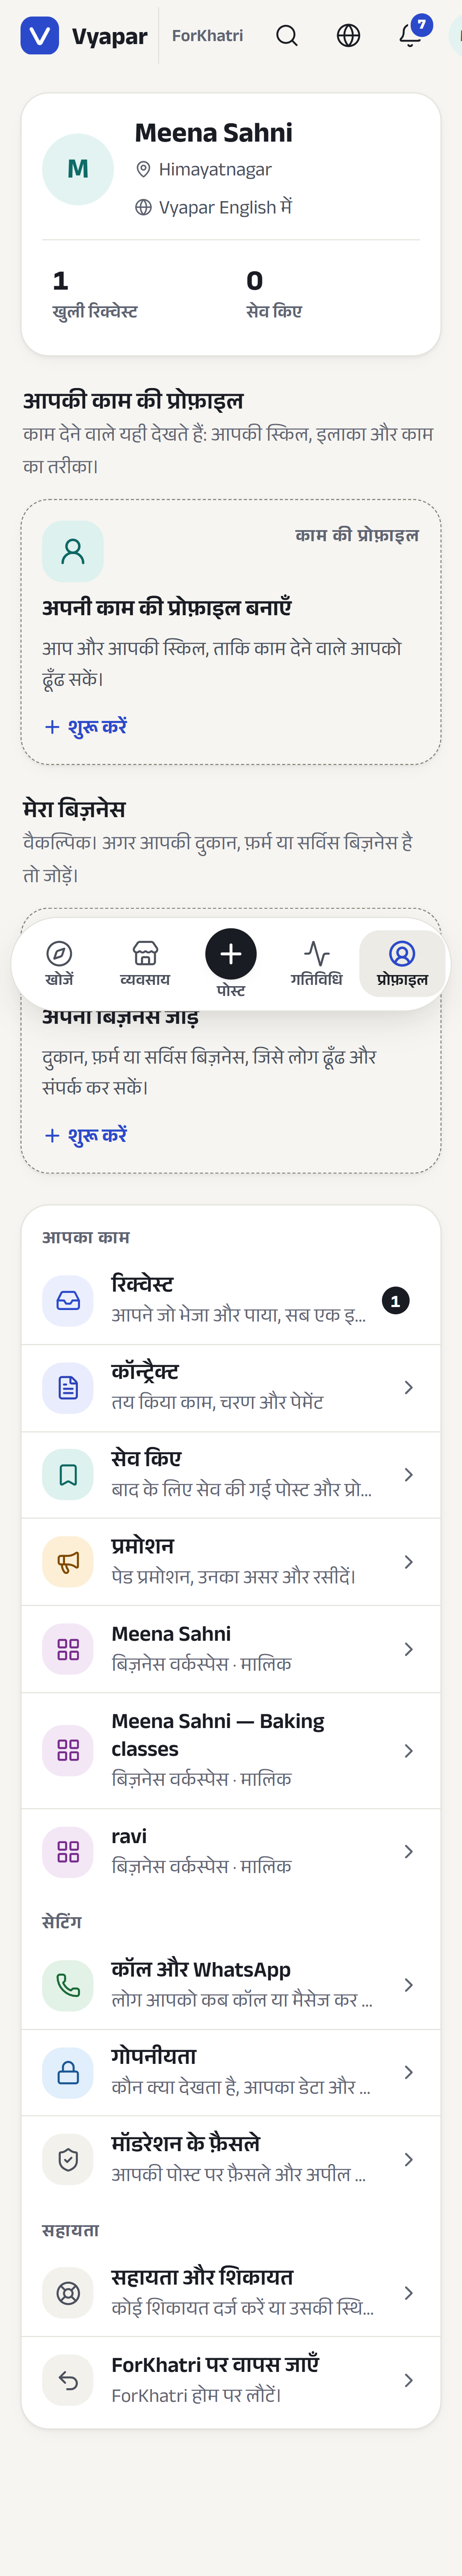 Vyapar
ForKhatri
7
M
Meena Sahni
Himayatnagar
Vyapar English में
1
खुली रिक्वेस्ट
0
सेव किए
आपकी काम की प्रोफ़ाइल
काम देने वाले यही देखते हैं: आपकी स्किल, इलाका और काम
का तरीका।
काम की प्रोफ़ाइल
अपनी काम की प्रोफ़ाइल बनाएँ
आप और आपकी स्किल, ताकि काम देने वाले आपको
ढूँढ सकें।
+ शुरू करें
मेरा बिज़नेस
वैकल्पिक। अगर आपकी दुकान, फ़र्म या सर्विस बिज़नेस है
तो जोड़ें।
खोजें
व्यवसाय
पोस्ट
गतिविधि
प्रोफ़ाइल
अपना बिज़नेस जोड़ें
दुकान, फ़र्म या सर्विस बिज़नेस, जिसे लोग ढूँढ और
संपर्क कर सकें।
+ शुरू करें
आपका काम
रिक्वेस्ट
आपने जो भेजा और पाया, सब एक इ...
1
कॉन्ट्रैक्ट
तय किया काम, चरण और पेमेंट
सेव किए
बाद के लिए सेव की गई पोस्ट और प्रो...
प्रमोशन
पेड प्रमोशन, उनका असर और रसीदें।
Meena Sahni
बिज़नेस वर्कस्पेस · मालिक
Meena Sahni — Baking
classes
बिज़नेस वर्कस्पेस · मालिक
ravi
बिज़नेस वर्कस्पेस · मालिक
सेटिंग
कॉल और WhatsApp
लोग आपको कब कॉल या मैसेज कर ...
गोपनीयता
कौन क्या देखता है, आपका डेटा और ...
मॉडरेशन के फ़ैसले
आपकी पोस्ट पर फ़ैसले और अपील ...
सहायता
सहायता और शिकायत
कोई शिकायत दर्ज करें या उसकी स्थि...
ForKhatri पर वापस जाएँ
ForKhatri होम पर लौटें।